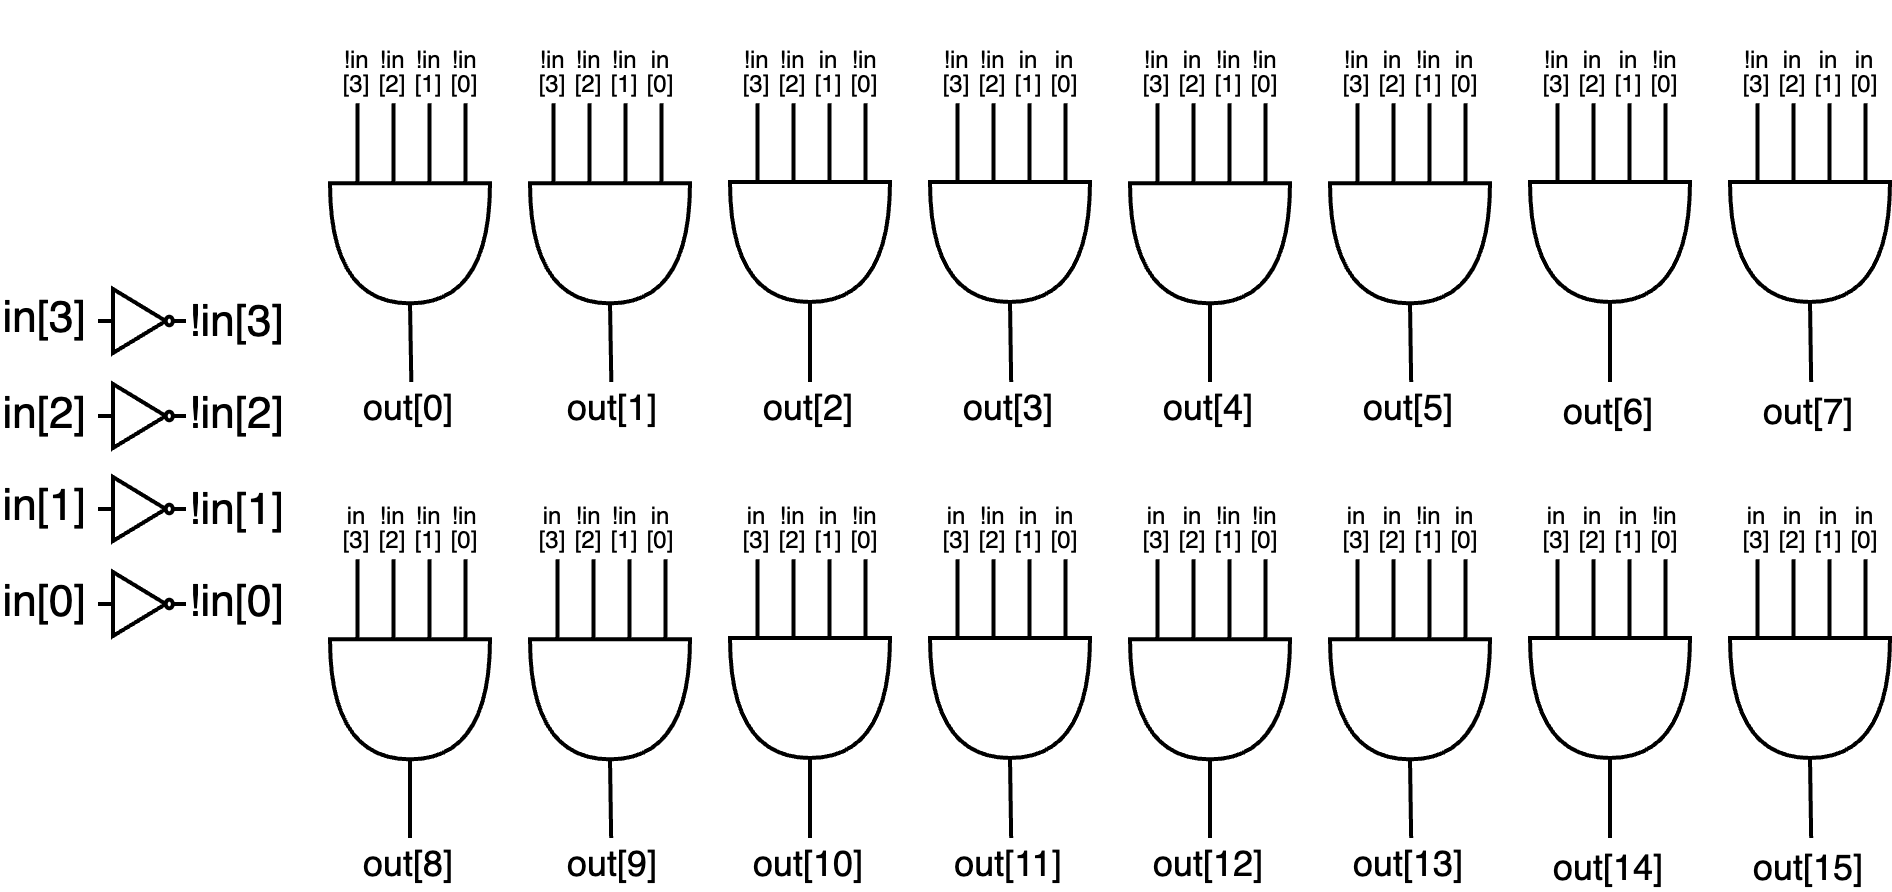 !in !in !in !in
[3] [2] [1] [0]
!in !in !in in
[3] [2] [1] [0]
!in !in in !in
[3] [2] [1] [0]
!in !in in in
[3] [2] [1] [0]
!in in !in !in
[3] [2] [1] [0]
!in in !in in
[3] [2] [1] [0]
!in in in !in
[3] [2] [1] [0]
!in in in in
[3] [2] [1] [0]
in[3] !in[3]
in[2] !in[2]
in[1] !in[1]
in[0] !in[0]
out[0] out[1] out[2] out[3] out[4] out[5] out[6] out[7]
in !in !in !in
[3] [2] [1] [0]
in !in !in in
[3] [2] [1] [0]
in !in in !in
[3] [2] [1] [0]
in !in in in
[3] [2] [1] [0]
in in !in !in
[3] [2] [1] [0]
in in !in in
[3] [2] [1] [0]
in in in !in
[3] [2] [1] [0]
in in in in
[3] [2] [1] [0]
out[8] out[9] out[10] out[11] out[12] out[13] out[14] out[15]